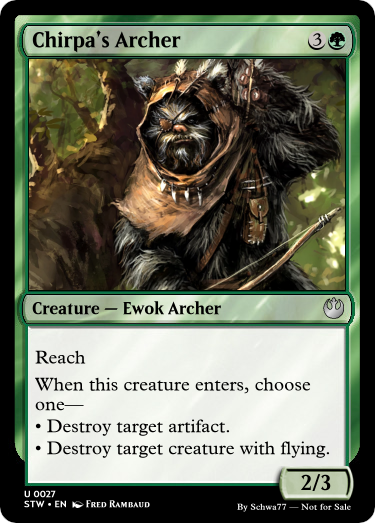 Chirpa's Archer 3
Creature — Ewok Archer
Reach
When this creature enters, choose
one—
• Destroy target artifact.
• Destroy target creature with flying.
2/3
U 0027
STW • EN Fred Rambaud
By Schwa77 — Not for Sale